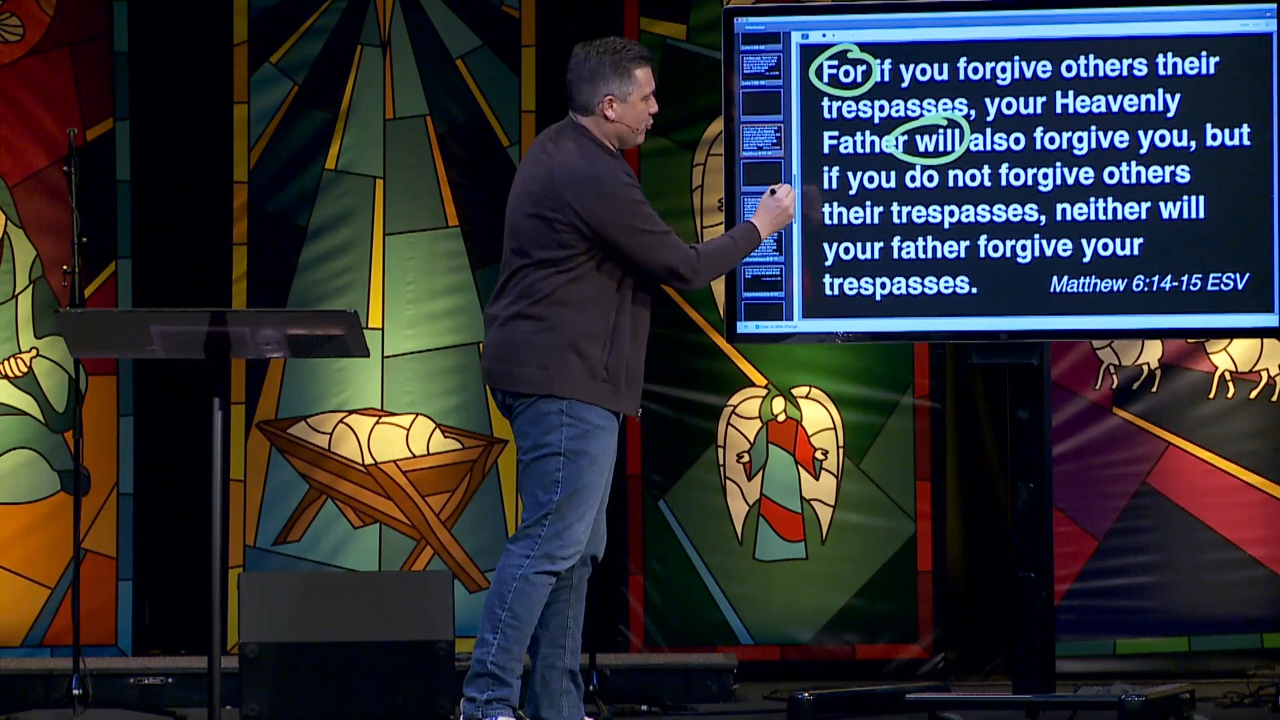 For if you forgive others their
trespasses, your Heavenly
Father will also forgive you, but
if you do not forgive others
their trespasses, neither will
your father forgive your
trespasses.
Matthew 6:14-15 ESV